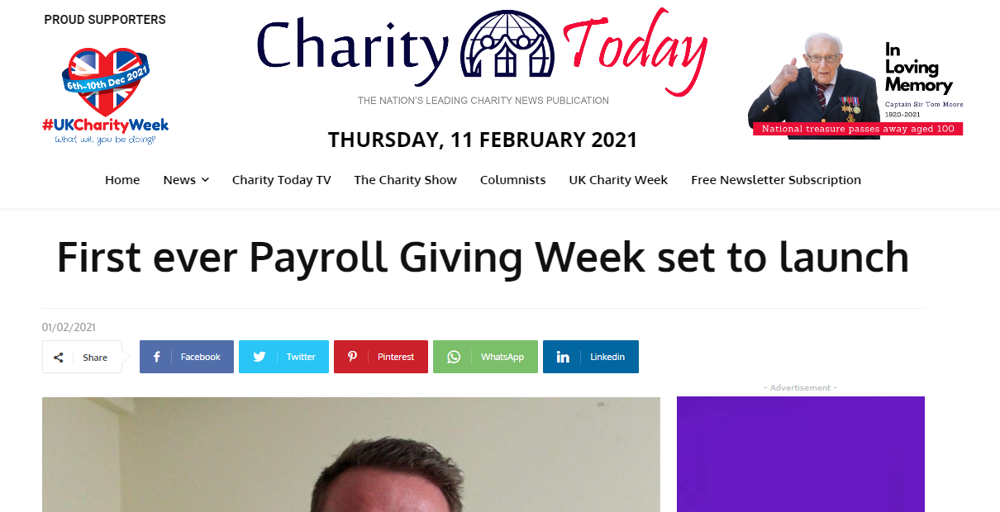 PROUD SUPPORTERS
6th-10th Dec 2021
#UKCharityWeek
What will you be doing?
Charity Today
THE NATION'S LEADING CHARITY NEWS PUBLICATION
THURSDAY, 11 FEBRUARY 2021
In
Loving
Memory
Captain Sir Tom Moore
1920-2021
National treasure passes away aged 100
Home News Charity Today TV The Charity Show Columnists UK Charity Week Free Newsletter Subscription
First ever Payroll Giving Week set to launch
01/02/2021
Share Facebook Twitter Pinterest WhatsApp Linkedin
- Advertisement -